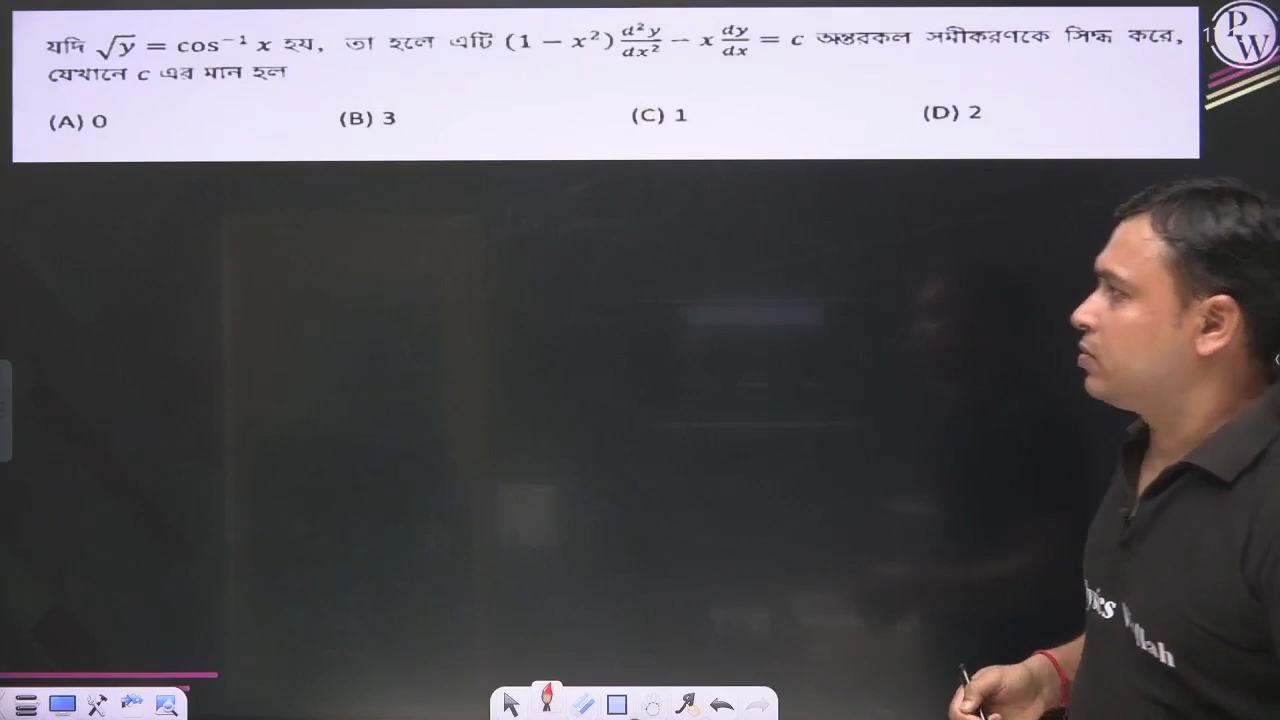 যদি √y = cos⁻¹ x হয়, তা হলে এটি (1 − x²) d²y/dx² − x dy/dx = c অন্তরকল সমীকরণকে সিদ্ধ করে,
যেখানে c এর মান হল
(A) 0 (B) 3 (C) 1 (D) 2
P
W